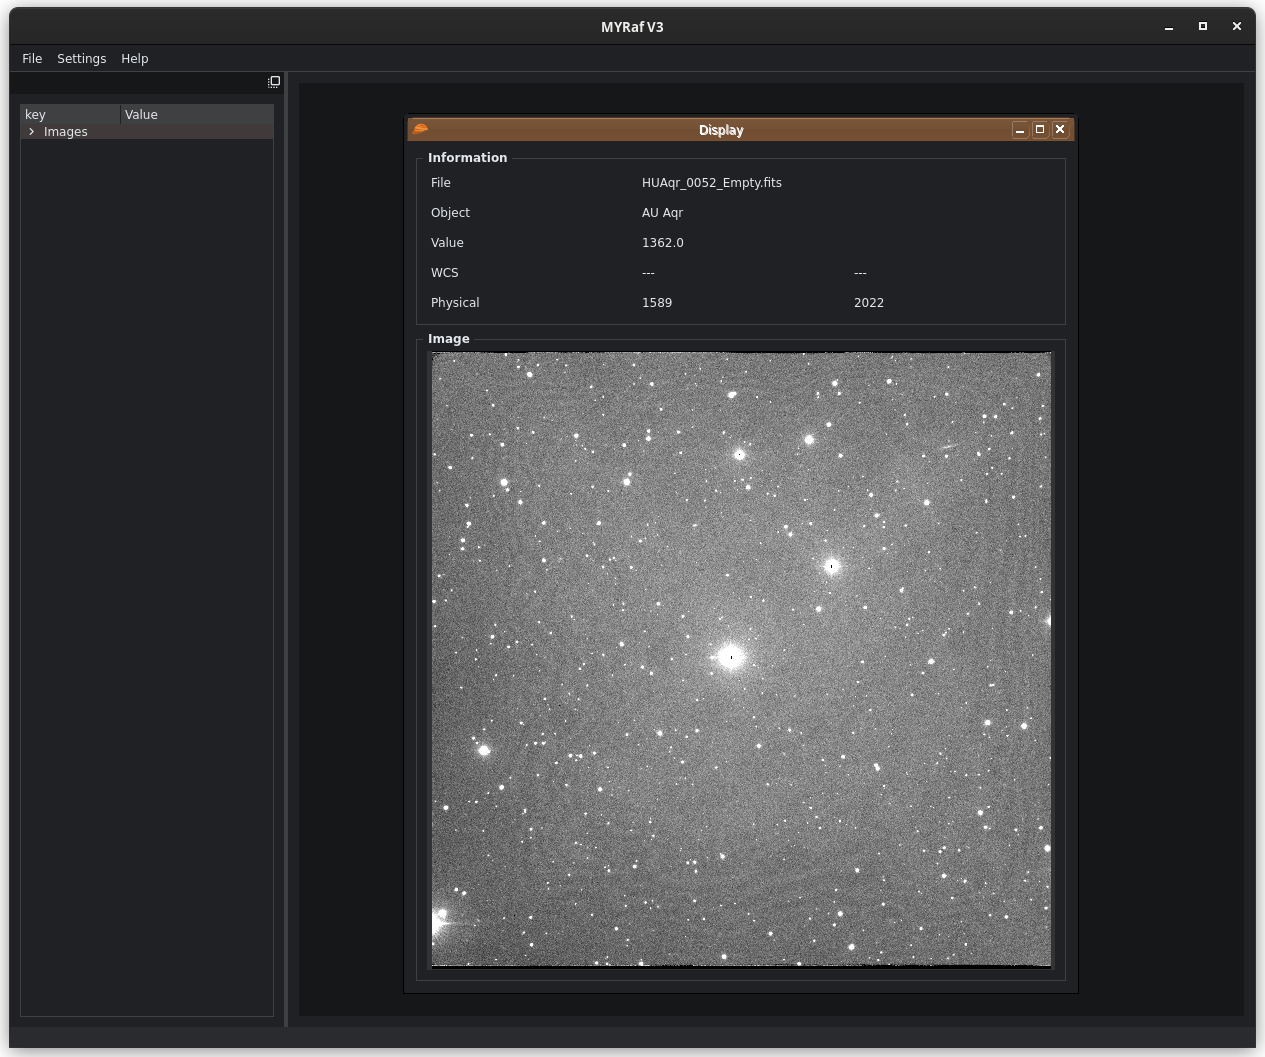 MYRaf V3
File Settings Help
key Value
Images
Display
Information
File HUAqr_0052_Empty.fits
Object AU Aqr
Value 1362.0
WCS --- ---
Physical 1589 2022
Image